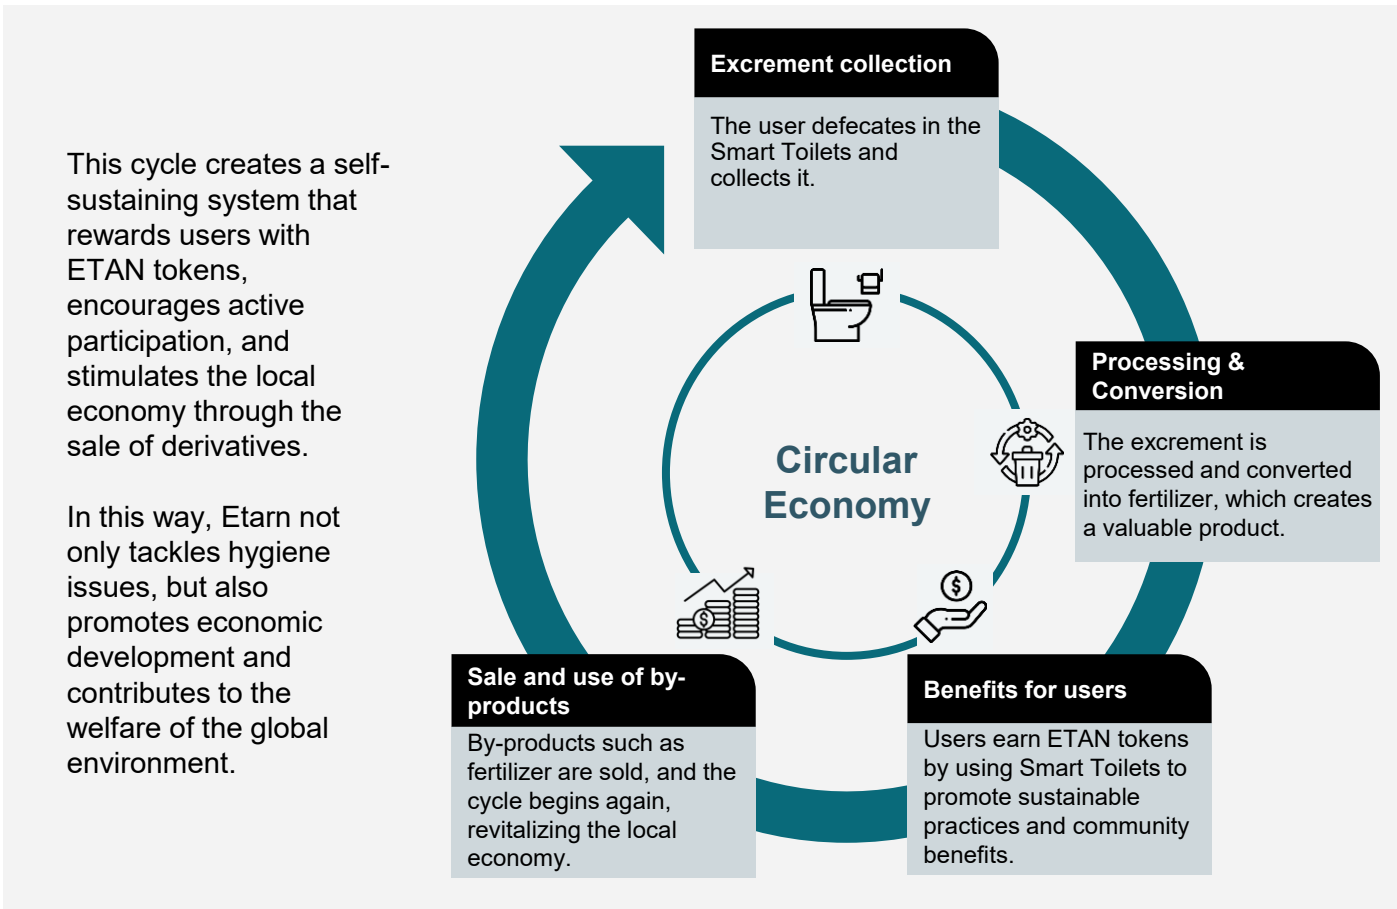 This cycle creates a self-
sustaining system that
rewards users with
ETAN tokens,
encourages active
participation, and
stimulates the local
economy through the
sale of derivatives.
In this way, Etarn not
only tackles hygiene
issues, but also
promotes economic
development and
contributes to the
welfare of the global
environment.
Excrement collection
The user defecates in the
Smart Toilets and
collects it.
Processing &
Conversion
The excrement is
processed and converted
into fertilizer, which creates
a valuable product.
Benefits for users
Users earn ETAN tokens
by using Smart Toilets to
promote sustainable
practices and community
benefits.
Sale and use of by-
products
By-products such as
fertilizer are sold, and the
cycle begins again,
revitalizing the local
economy.
Circular
Economy
$
$